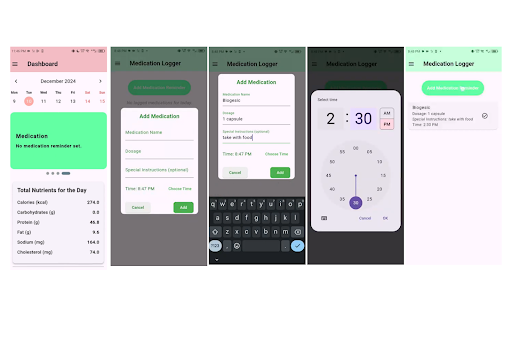 Dashboard
December 2024
Mon Tue Wed Thu Fri Sat Sun
9 10 11 12 13 14 15
Medication
No medication reminder set.
Total Nutrients for the Day
Calories (kcal) 274.0
Carbohydrates (g) 0.0
Protein (g) 46.8
Fat (g) 9.6
Sodium (mg) 164.0
Cholesterol (mg) 74.0
Medication Logger
Add Medication Reminder
Add Medication
Medication Name
Dosage
Special Instructions (optional)
Time: 8:47 PM Choose Time
Cancel Add
Medication Logger
Add Medication
Medication Name
Biogesic
Dosage
1 capsule
Special Instructions (optional)
take with food
Time: 8:47 PM Choose Time
Cancel Add
q w e r t y u i o p
a s d f g h j k l
z x c v b n m
?123 , .
Medication Logger
Select time
2 : 30 AM
PM
00
55 05
50 10
45 15
40 20
35 25
30
Cancel OK
Medication Logger
Add Medication Reminder
Biogesic
Dosage: 1 capsule
Special Instructions: take with food
Time: 2:30 PM